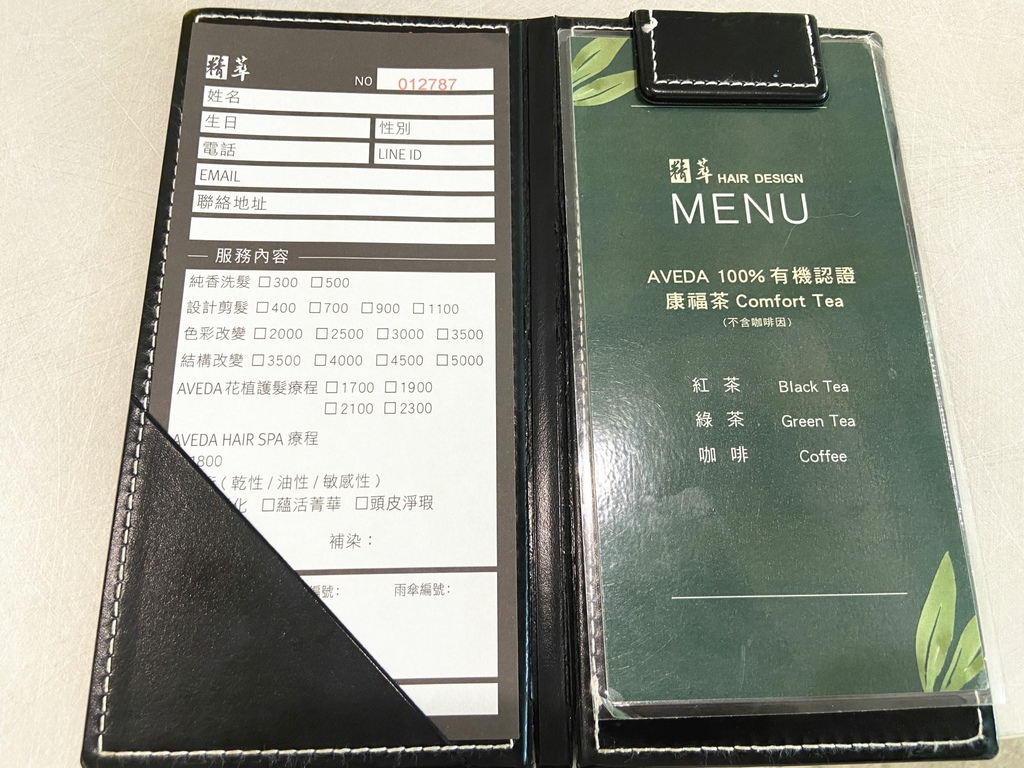 精萃
NO 012787
姓名
生日 性別
電話 LINE ID
EMAIL
聯絡地址
服務內容
純香洗髮 □300 □500
設計剪髮 □400 □700 □900 □1100
色彩改變 □2000 □2500 □3000 □3500
結構改變 □3500 □4000 □4500 □5000
AVEDA花植護髮療程 □1700 □1900
□2100 □2300
AVEDA HAIR SPA 療程
1800
(乾性/油性/敏感性)
化 □蘊活菁華 □頭皮淨瑕
補染：
編號: 雨傘編號:
精萃 HAIR DESIGN
MENU
AVEDA 100% 有機認證
康福茶 Comfort Tea
(不含咖啡因)
紅茶 Black Tea
綠茶 Green Tea
咖啡 Coffee